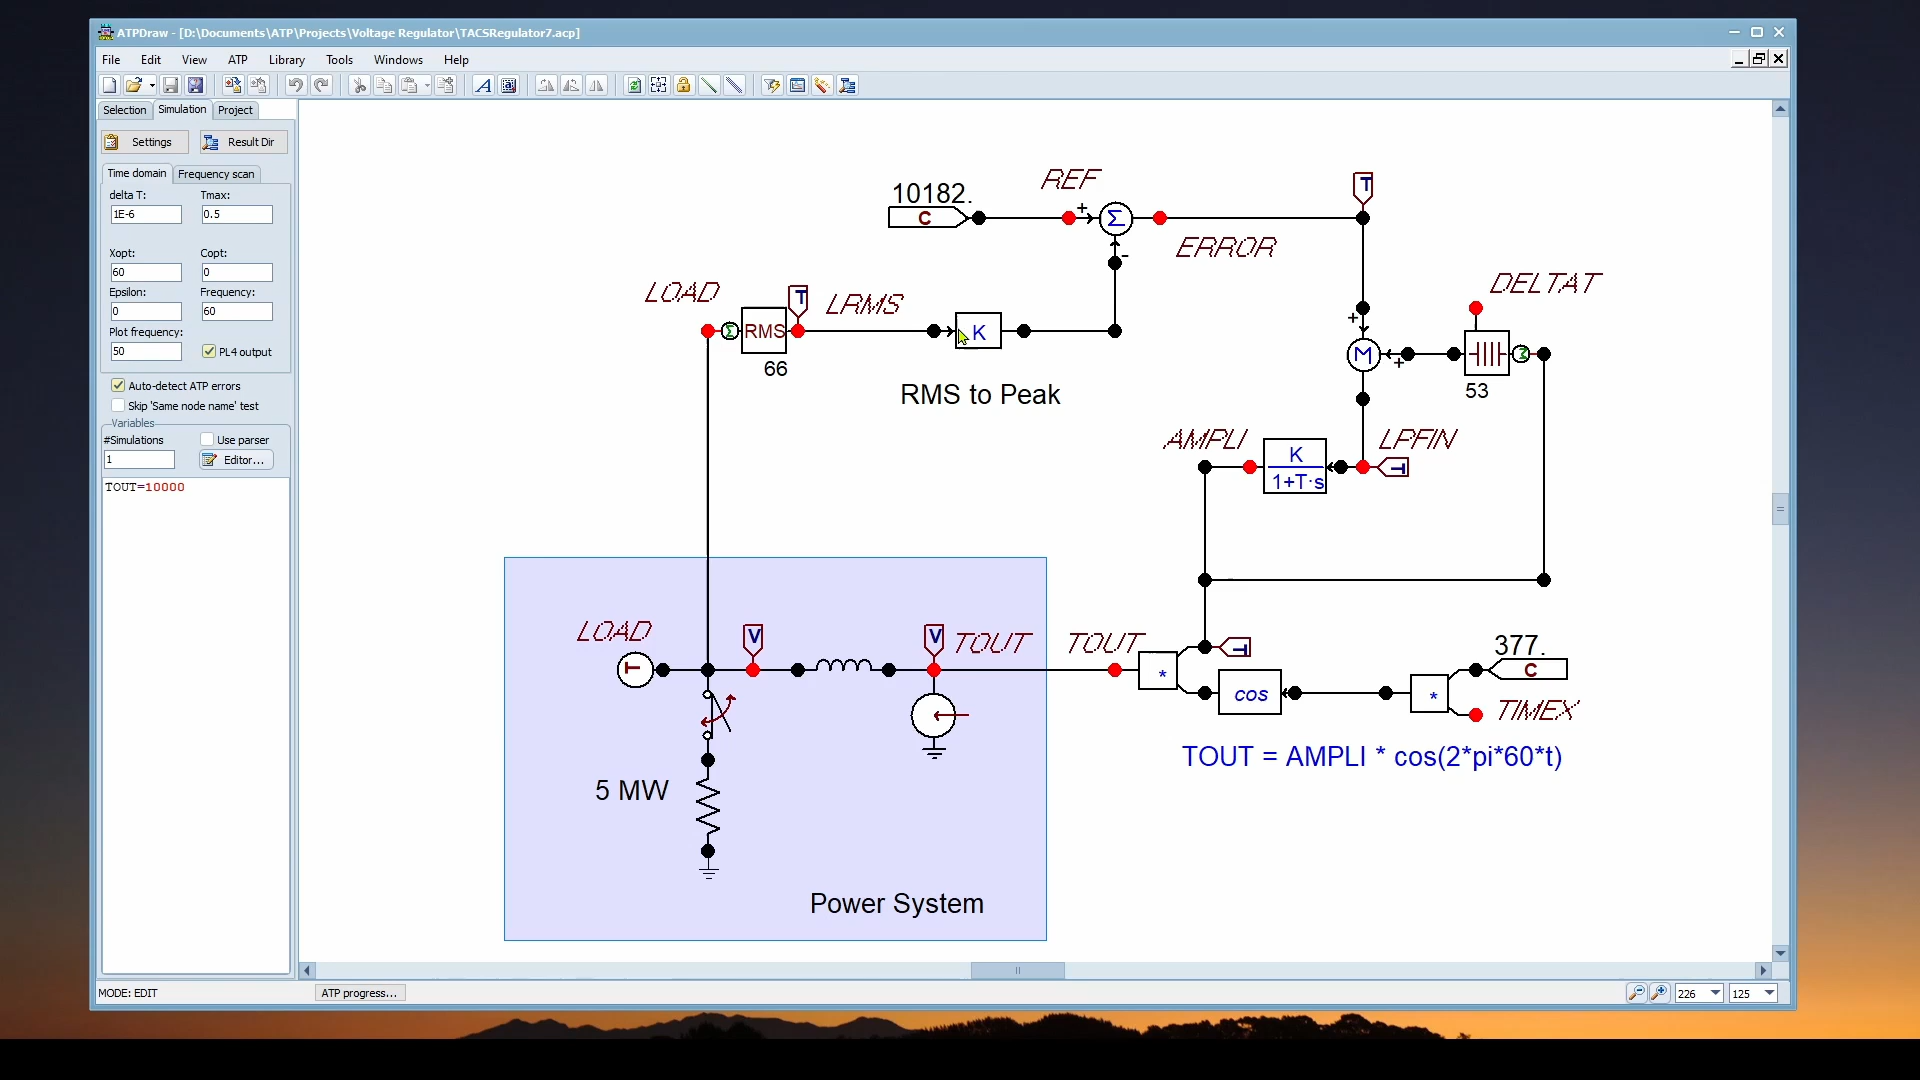 ATPDraw - [D:\Documents\ATP\Projects\Voltage Regulator\TACSRegulator7.acp]
File Edit View ATP Library Tools Windows Help
Selection Simulation Project
Settings Result Dir
Time domain Frequency scan
delta T: Tmax:
1E-6 0.5
Xopt: Copt:
60 0
Epsilon: Frequency:
0 60
Plot frequency:
50 PL4 output
Auto-detect ATP errors
Skip 'Same node name' test
Variables
#Simulations Use parser
1 Editor...
TOUT=10000
10182.
C
REF
+
Σ
-
ERROR
T
LOAD
Σ
RMS
66
T
LRMS
K
RMS to Peak
DELTAT
+
M
+
Σ
53
AMPLI
K
1+T·s
LPFIN
T
LOAD
T
V
V
TOUT
TOUT
*
T
cos
*
377.
C
TIMEX
TOUT = AMPLI * cos(2*pi*60*t)
5 MW
Power System
MODE: EDIT ATP progress... 226 125